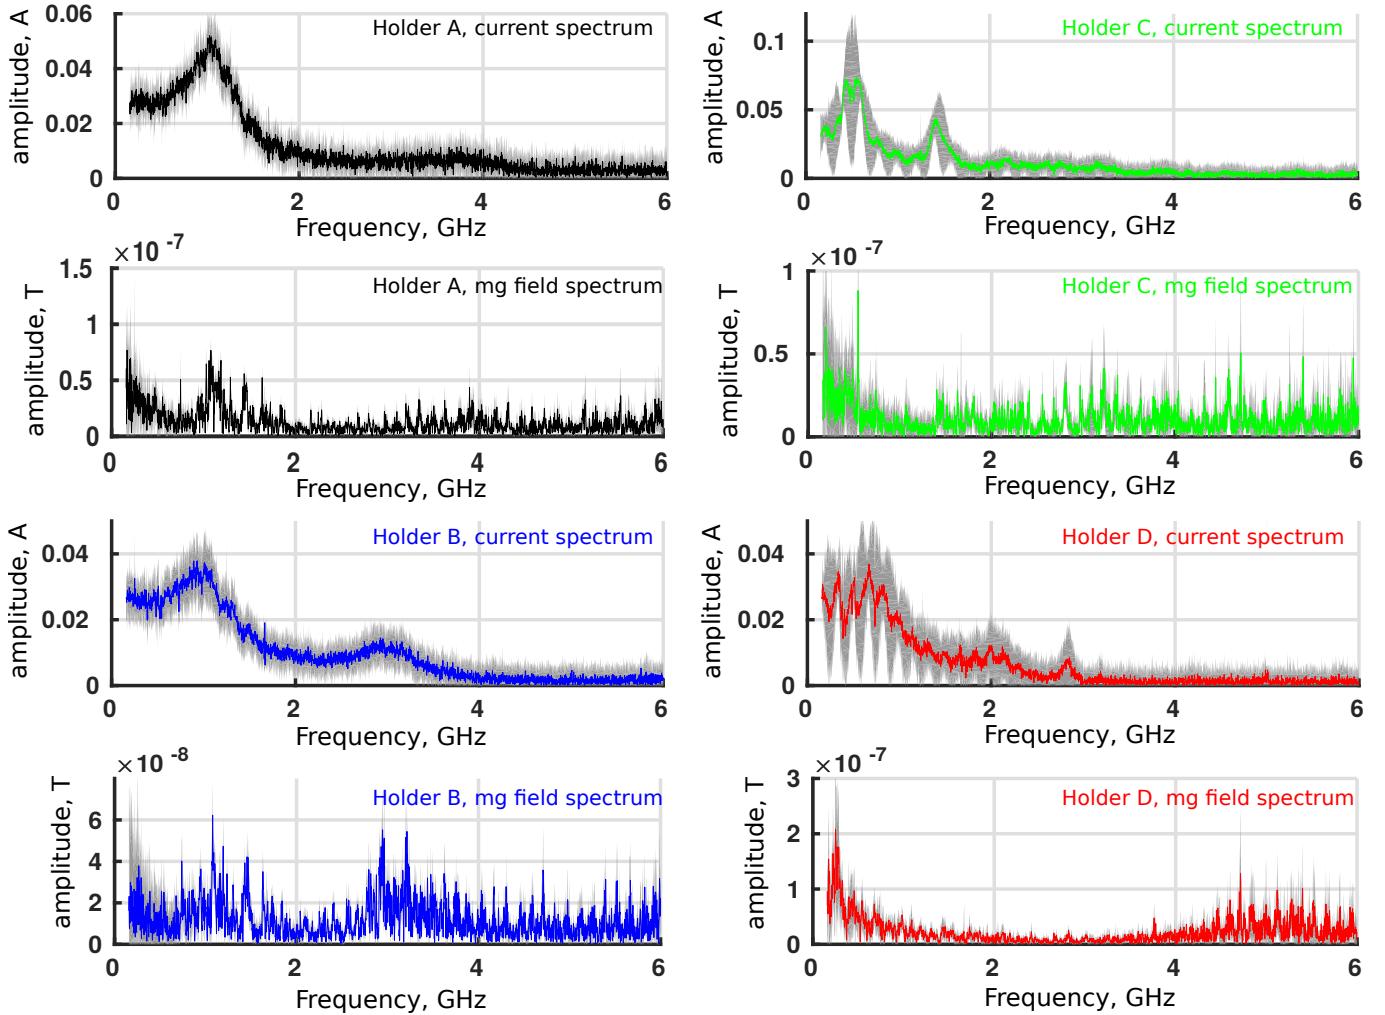 amplitude, A
0.06
0.04
0.02
0
Holder A, current spectrum
0 2 4 6
Frequency, GHz
amplitude, A
0.1
0.05
0
Holder C, current spectrum
0 2 4 6
Frequency, GHz
×10 -7
amplitude, T
1.5
1
0.5
0
Holder A, mg field spectrum
0 2 4 6
Frequency, GHz
×10 -7
amplitude, T
1
0.5
0
Holder C, mg field spectrum
0 2 4 6
Frequency, GHz
amplitude, A
0.04
0.02
0
Holder B, current spectrum
0 2 4 6
Frequency, GHz
amplitude, A
0.04
0.02
0
Holder D, current spectrum
0 2 4 6
Frequency, GHz
×10 -8
amplitude, T
6
4
2
0
Holder B, mg field spectrum
0 2 4 6
Frequency, GHz
×10 -7
amplitude, T
3
2
1
0
Holder D, mg field spectrum
0 2 4 6
Frequency, GHz